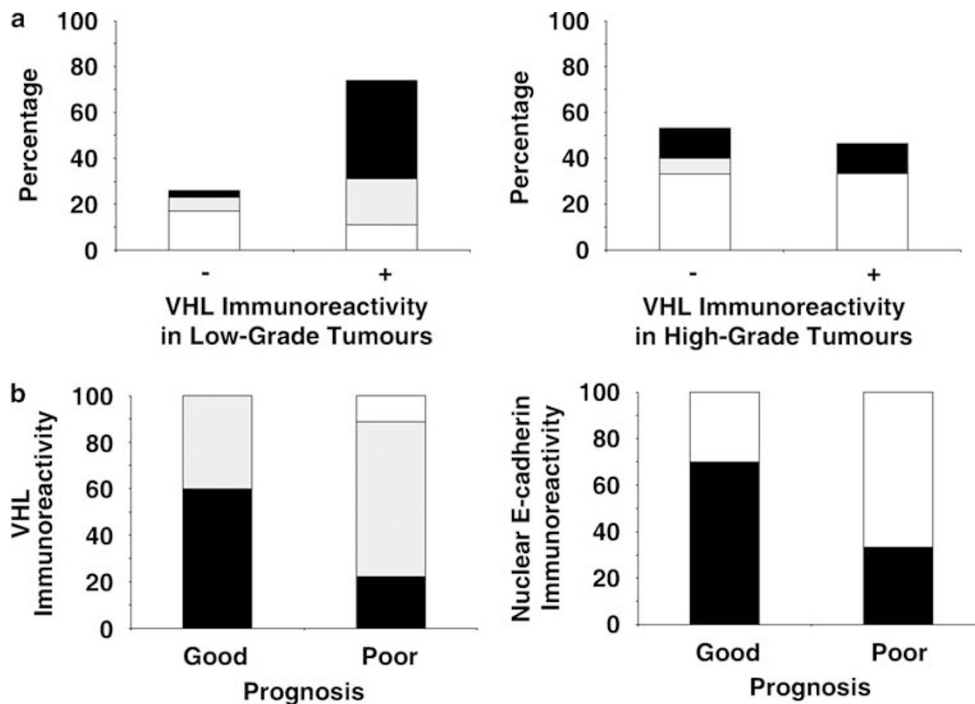 a
100
80
60
40
20
0
Percentage
- +
VHL Immunoreactivity
in Low-Grade Tumours
100
80
60
40
20
0
Percentage
- +
VHL Immunoreactivity
in High-Grade Tumours
b
100
80
60
40
20
0
VHL
Immunoreactivity
Good Poor
Prognosis
100
80
60
40
20
0
Nuclear E-cadherin
Immunoreactivity
Good Poor
Prognosis